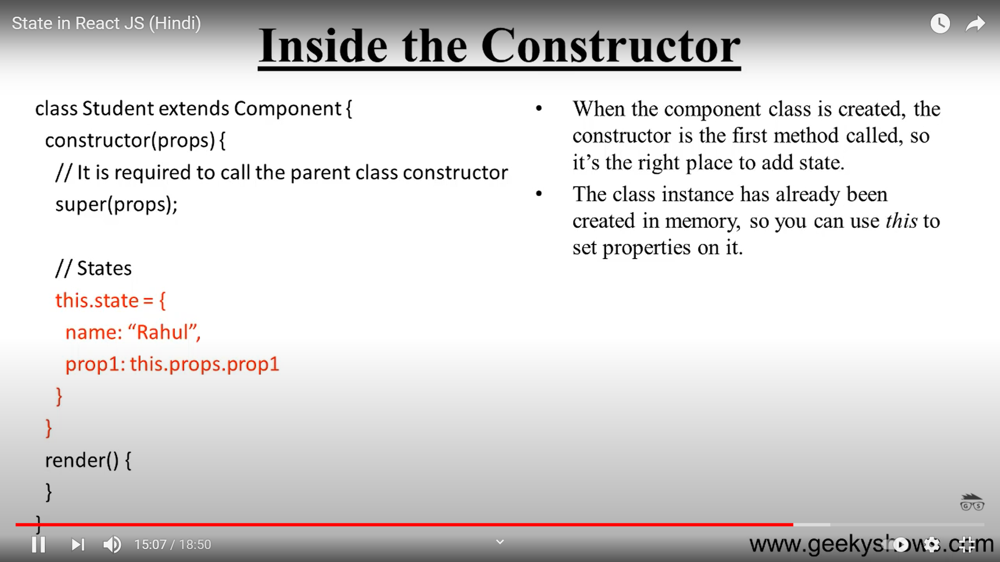 State in React JS (Hindi)
Inside the Constructor
class Student extends Component {
constructor(props) {
// It is required to call the parent class constructor
super(props);
// States
this.state = {
name: “Rahul”,
prop1: this.props.prop1
}
}
render() {
}
}
• When the component class is created, the
constructor is the first method called, so
it’s the right place to add state.
• The class instance has already been
created in memory, so you can use this to
set properties on it.
G S
15:07 / 18:50
www.geekyshows.com